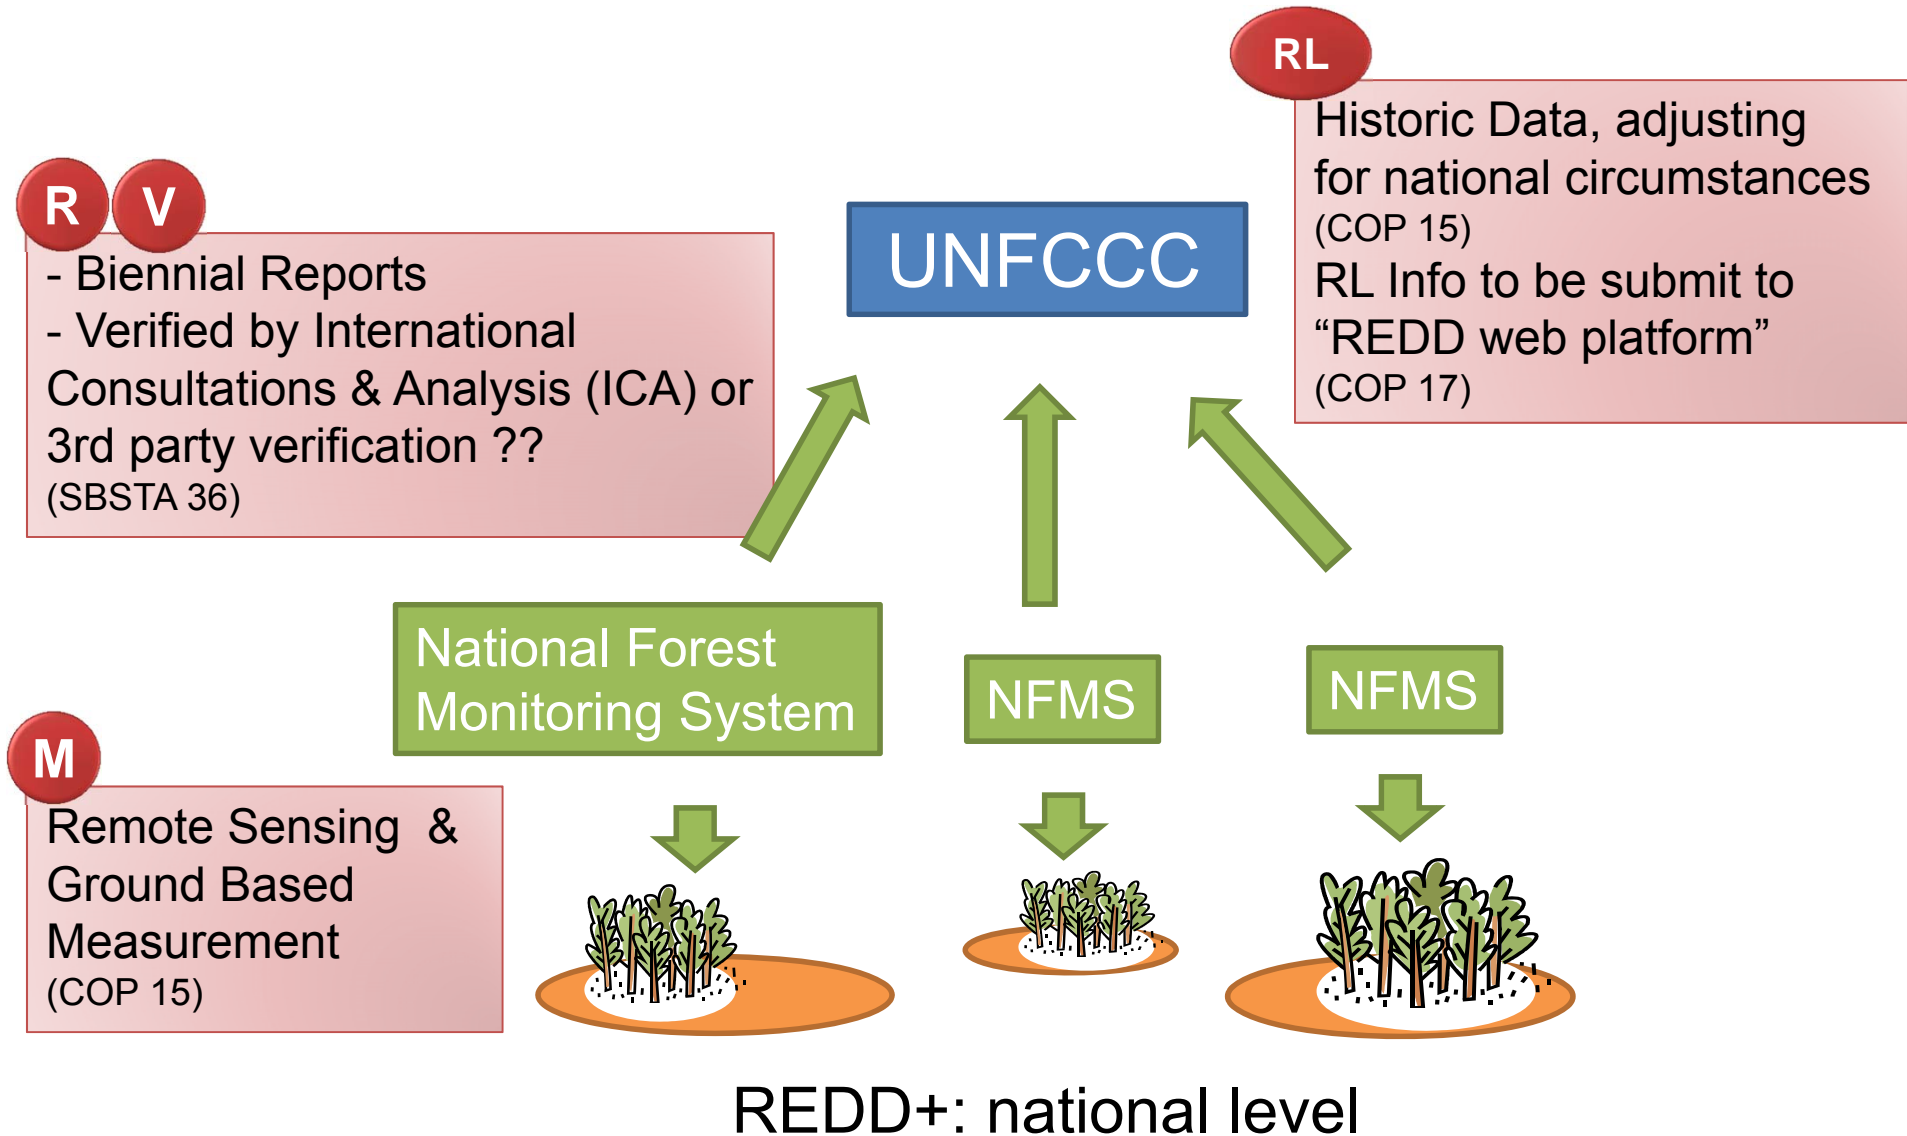 RL
Historic Data, adjusting
for national circumstances
(COP 15)
RL Info to be submit to
“REDD web platform”
(COP 17)
R V
- Biennial Reports
- Verified by International
Consultations & Analysis (ICA) or
3rd party verification ??
(SBSTA 36)
UNFCCC
National Forest
Monitoring System
NFMS
NFMS
M
Remote Sensing &
Ground Based
Measurement
(COP 15)
REDD+: national level